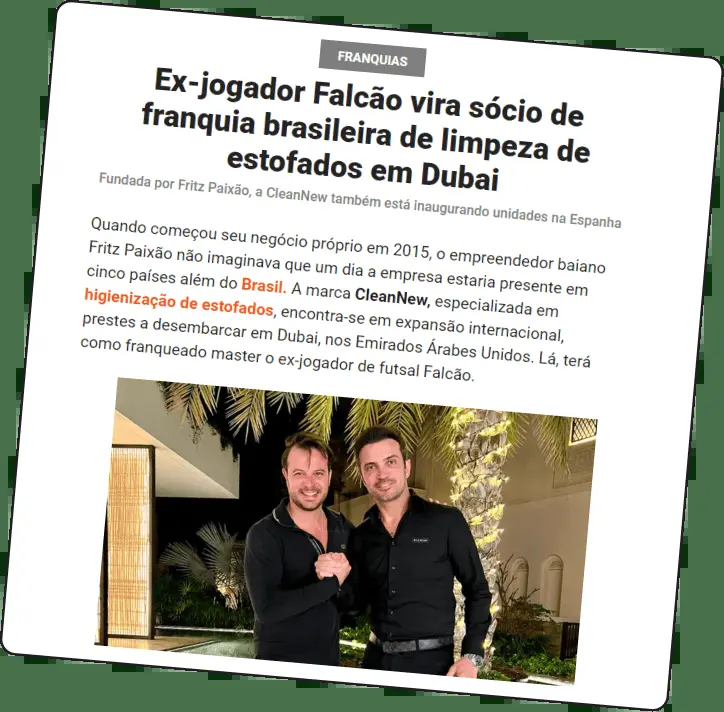 FRANQUIAS
Ex-jogador Falcão vira sócio de
franquia brasileira de limpeza de
estofados em Dubai
Fundada por Fritz Paixão, a CleanNew também está inaugurando unidades na Espanha
Quando começou seu negócio próprio em 2015, o empreendedor baiano
Fritz Paixão não imaginava que um dia a empresa estaria presente em
cinco países além do Brasil. A marca CleanNew, especializada em
higienização de estofados, encontra-se em expansão internacional,
prestes a desembarcar em Dubai, nos Emirados Árabes Unidos. Lá, terá
como franqueado master o ex-jogador de futsal Falcão.